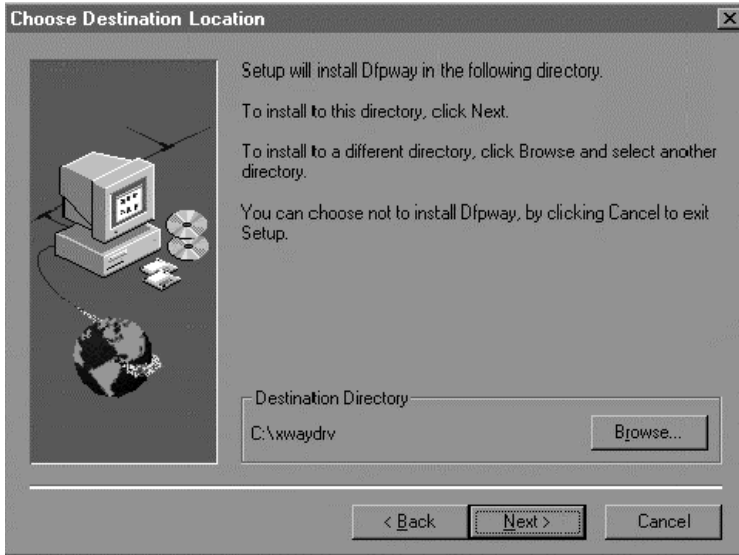 Choose Destination Location
Setup will install Dfpway in the following directory.
To install to this directory, click Next.
To install to a different directory, click Browse and select another
directory.
You can choose not to install Dfpway, by clicking Cancel to exit
Setup.
Destination Directory
C:\xwaydrv
Browse...
< Back
Next >
Cancel